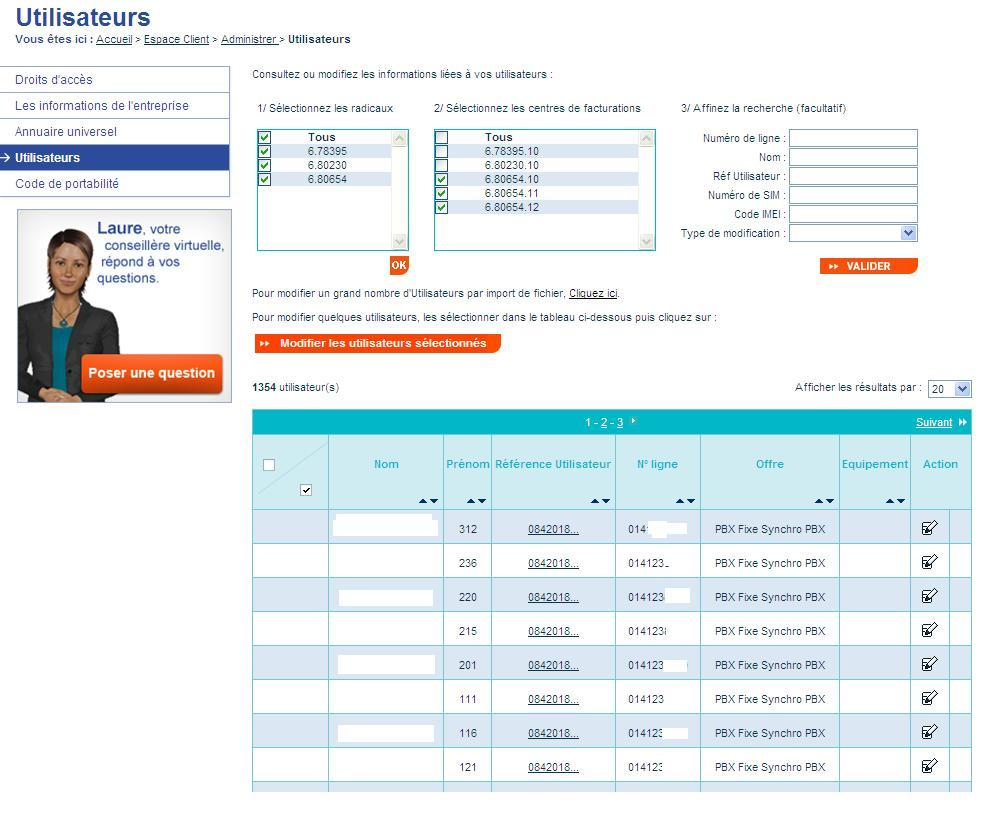 Utilisateurs
Vous êtes ici : Accueil > Espace Client > Administrer > Utilisateurs
Droits d'accès
Les informations de l'entreprise
Annuaire universel
Utilisateurs
Code de portabilité
Laure, votre
conseillère virtuelle,
répond à vos
questions.
Poser une question
Consultez ou modifiez les informations liées à vos utilisateurs :
1/ Sélectionnez les radicaux
Tous
6.78395
6.80230
6.80654
OK
2/ Sélectionnez les centres de facturations
Tous
6.78395.10
6.80230.10
6.80654.10
6.80654.11
6.80654.12
3/ Affinez la recherche (facultatif)
Numéro de ligne :
Nom :
Réf Utilisateur :
Numéro de SIM :
Code IMEI :
Type de modification :
VALIDER
Pour modifier un grand nombre d'Utilisateurs par import de fichier, Cliquez ici.
Pour modifier quelques utilisateurs, les sélectionner dans le tableau ci-dessous puis cliquez sur :
Modifier les utilisateurs sélectionnés
1354 utilisateur(s)
Afficher les résultats par : 20
1 - 2 - 3 Suivant
Nom Prénom Référence Utilisateur N° ligne Offre Equipement Action
312 0842018... 014 PBX Fixe Synchro PBX
236 0842018... 014123 PBX Fixe Synchro PBX
220 0842018... 014123 PBX Fixe Synchro PBX
215 0842018... 014123 PBX Fixe Synchro PBX
201 0842018... 014123 PBX Fixe Synchro PBX
111 0842018... 014123 PBX Fixe Synchro PBX
116 0842018... 014123 PBX Fixe Synchro PBX
121 0842018... 014123 PBX Fixe Synchro PBX